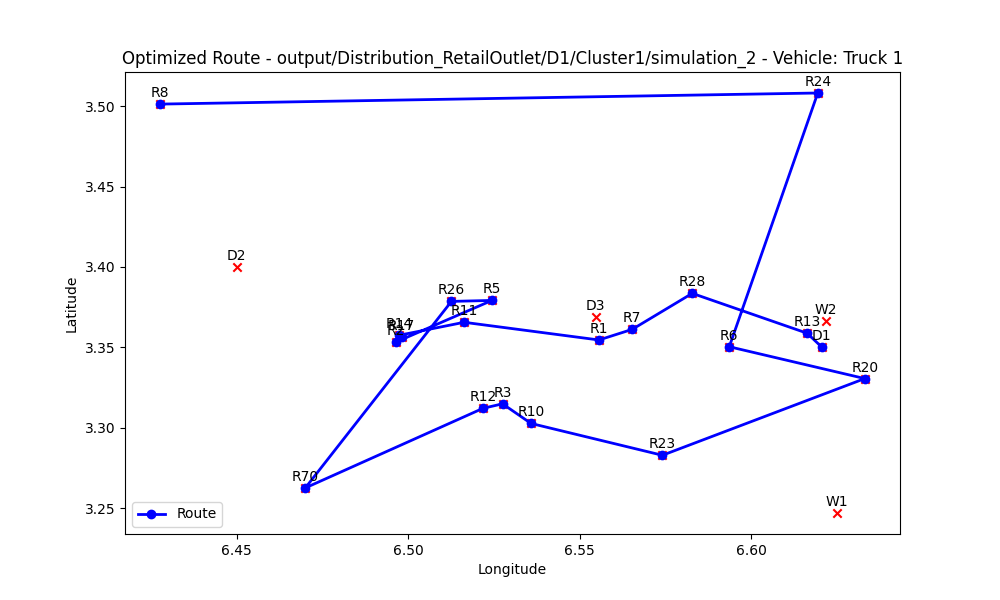 Optimized Route - output/Distribution_RetailOutlet/D1/Cluster1/simulation_2 - Vehicle: Truck 1
R24
R8
3.50
3.45
D2
3.40
R28
R5
R26
D3
W2
R11
R7
R13
R14
R17
R1
R6
D1
3.35
R20
R3
R12
R10
3.30
R23
R70
W1
3.25
Route
6.45
6.50
6.55
6.60
Latitude
Longitude